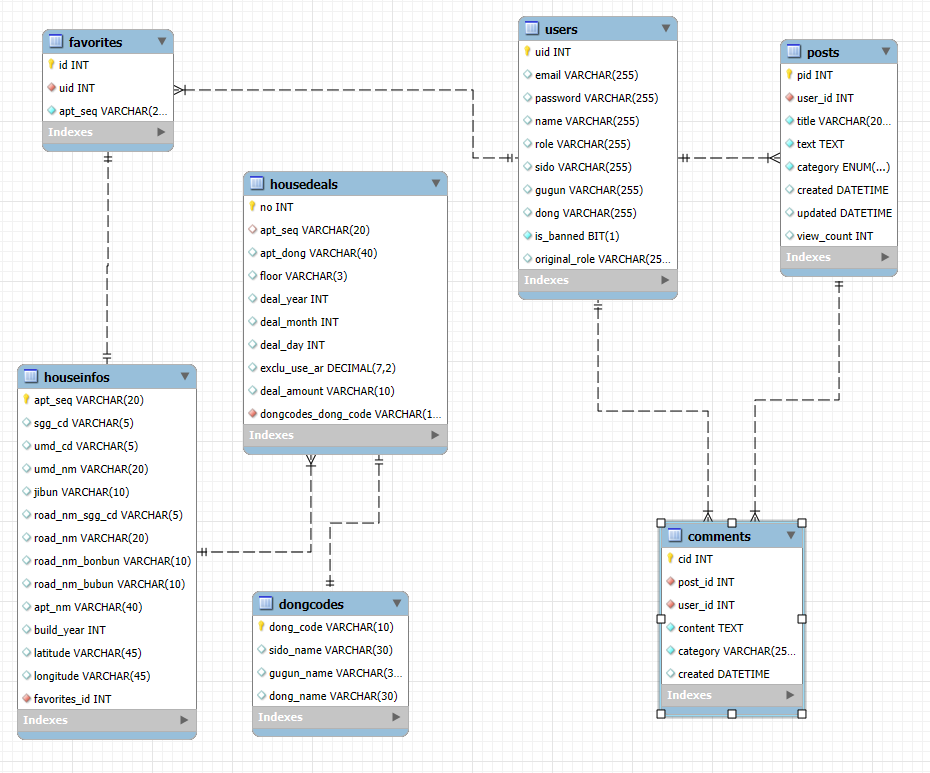 favorites
id INT
uid INT
apt_seq VARCHAR(2...
Indexes
users
uid INT
email VARCHAR(255)
password VARCHAR(255)
name VARCHAR(255)
role VARCHAR(255)
sido VARCHAR(255)
gugun VARCHAR(255)
dong VARCHAR(255)
is_banned BIT(1)
original_role VARCHAR(25...
Indexes
posts
pid INT
user_id INT
title VARCHAR(20...
text TEXT
category ENUM(...)
created DATETIME
updated DATETIME
view_count INT
Indexes
housedeals
no INT
apt_seq VARCHAR(20)
apt_dong VARCHAR(40)
floor VARCHAR(3)
deal_year INT
deal_month INT
deal_day INT
exclu_use_ar DECIMAL(7,2)
deal_amount VARCHAR(10)
dongcodes_dong_code VARCHAR(1...
Indexes
houseinfos
apt_seq VARCHAR(20)
sgg_cd VARCHAR(5)
umd_cd VARCHAR(5)
umd_nm VARCHAR(20)
jibun VARCHAR(10)
road_nm_sgg_cd VARCHAR(5)
road_nm VARCHAR(20)
road_nm_bonbun VARCHAR(10)
road_nm_bubun VARCHAR(10)
apt_nm VARCHAR(40)
build_year INT
latitude VARCHAR(45)
longitude VARCHAR(45)
favorites_id INT
Indexes
dongcodes
dong_code VARCHAR(10)
sido_name VARCHAR(30)
gugun_name VARCHAR(3...
dong_name VARCHAR(30)
Indexes
comments
cid INT
post_id INT
user_id INT
content TEXT
category VARCHAR(25...
created DATETIME
Indexes